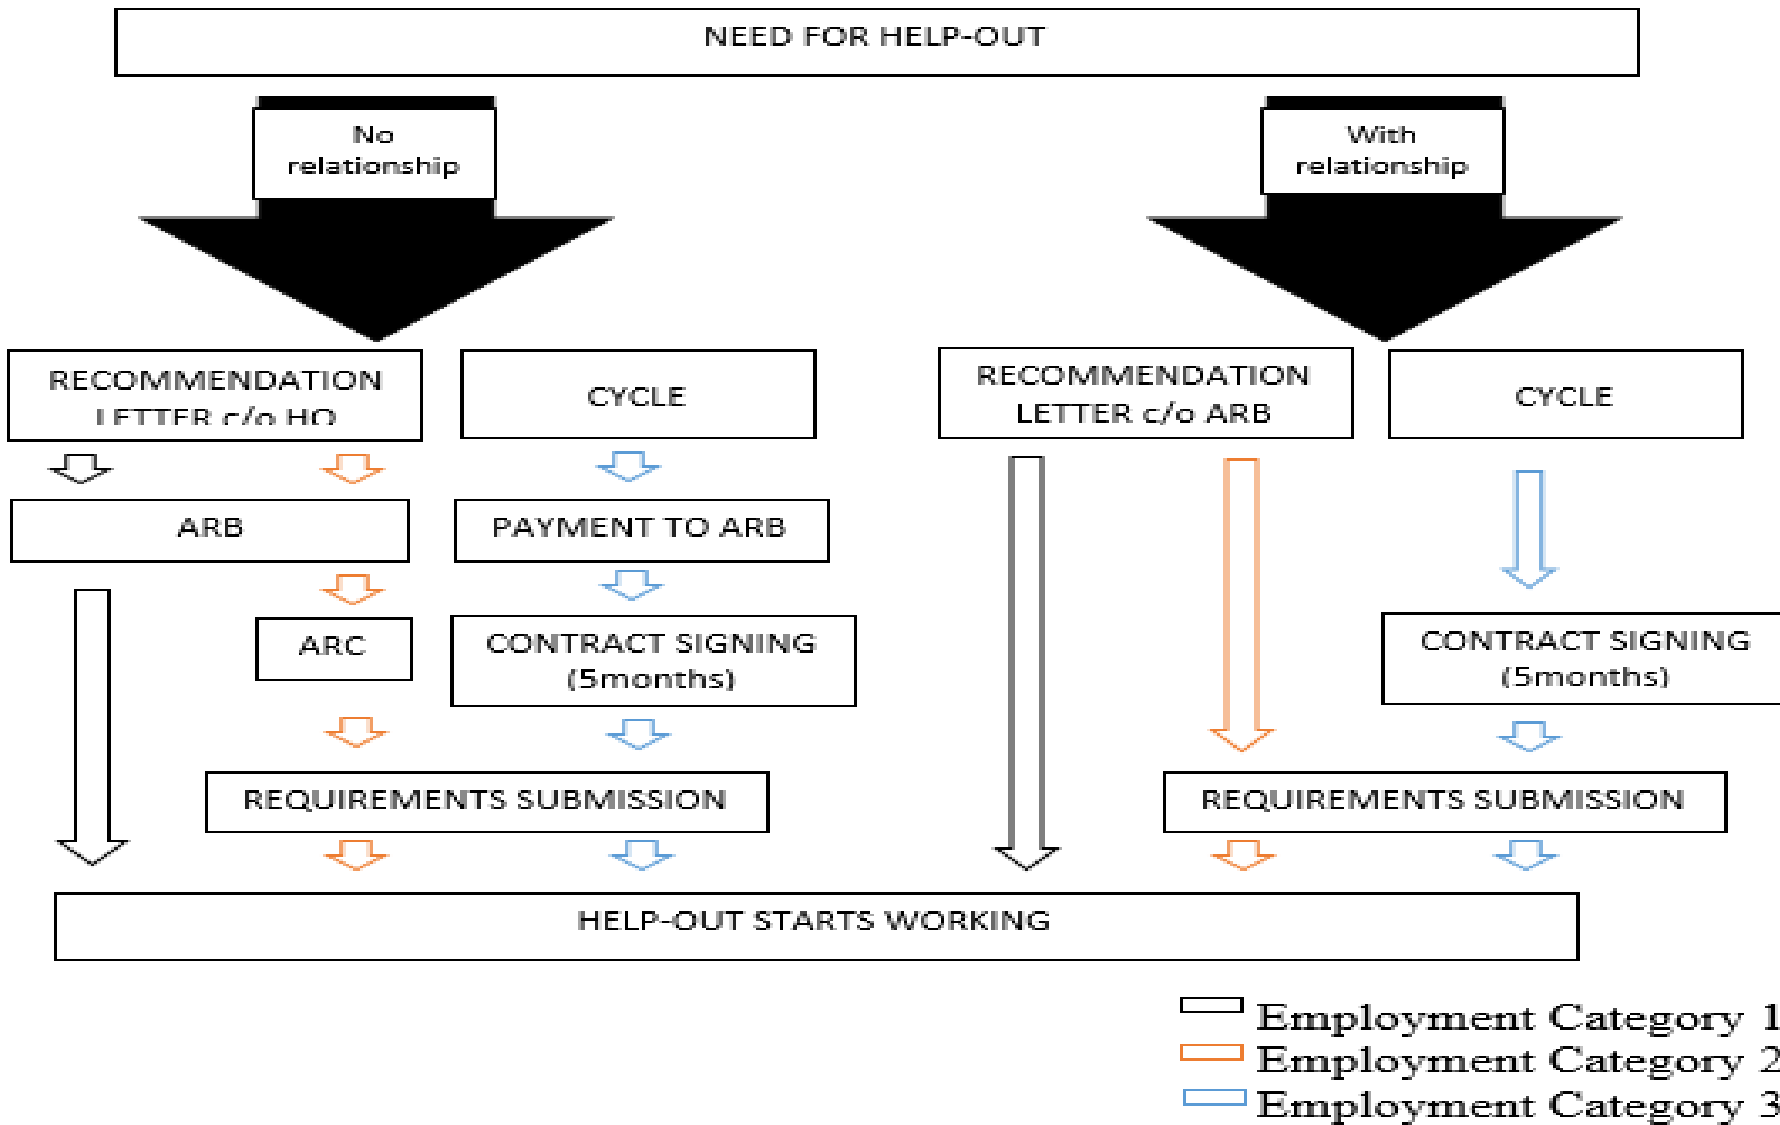 NEED FOR HELP-OUT
No
relationship
With
relationship
RECOMMENDATION
LETTER c/o HO
CYCLE
RECOMMENDATION
LETTER c/o ARB
CYCLE
ARB
PAYMENT TO ARB
ARC
CONTRACT SIGNING
(5months)
CONTRACT SIGNING
(5months)
REQUIREMENTS SUBMISSION
REQUIREMENTS SUBMISSION
HELP-OUT STARTS WORKING
Employment Category 1
Employment Category 2
Employment Category 3